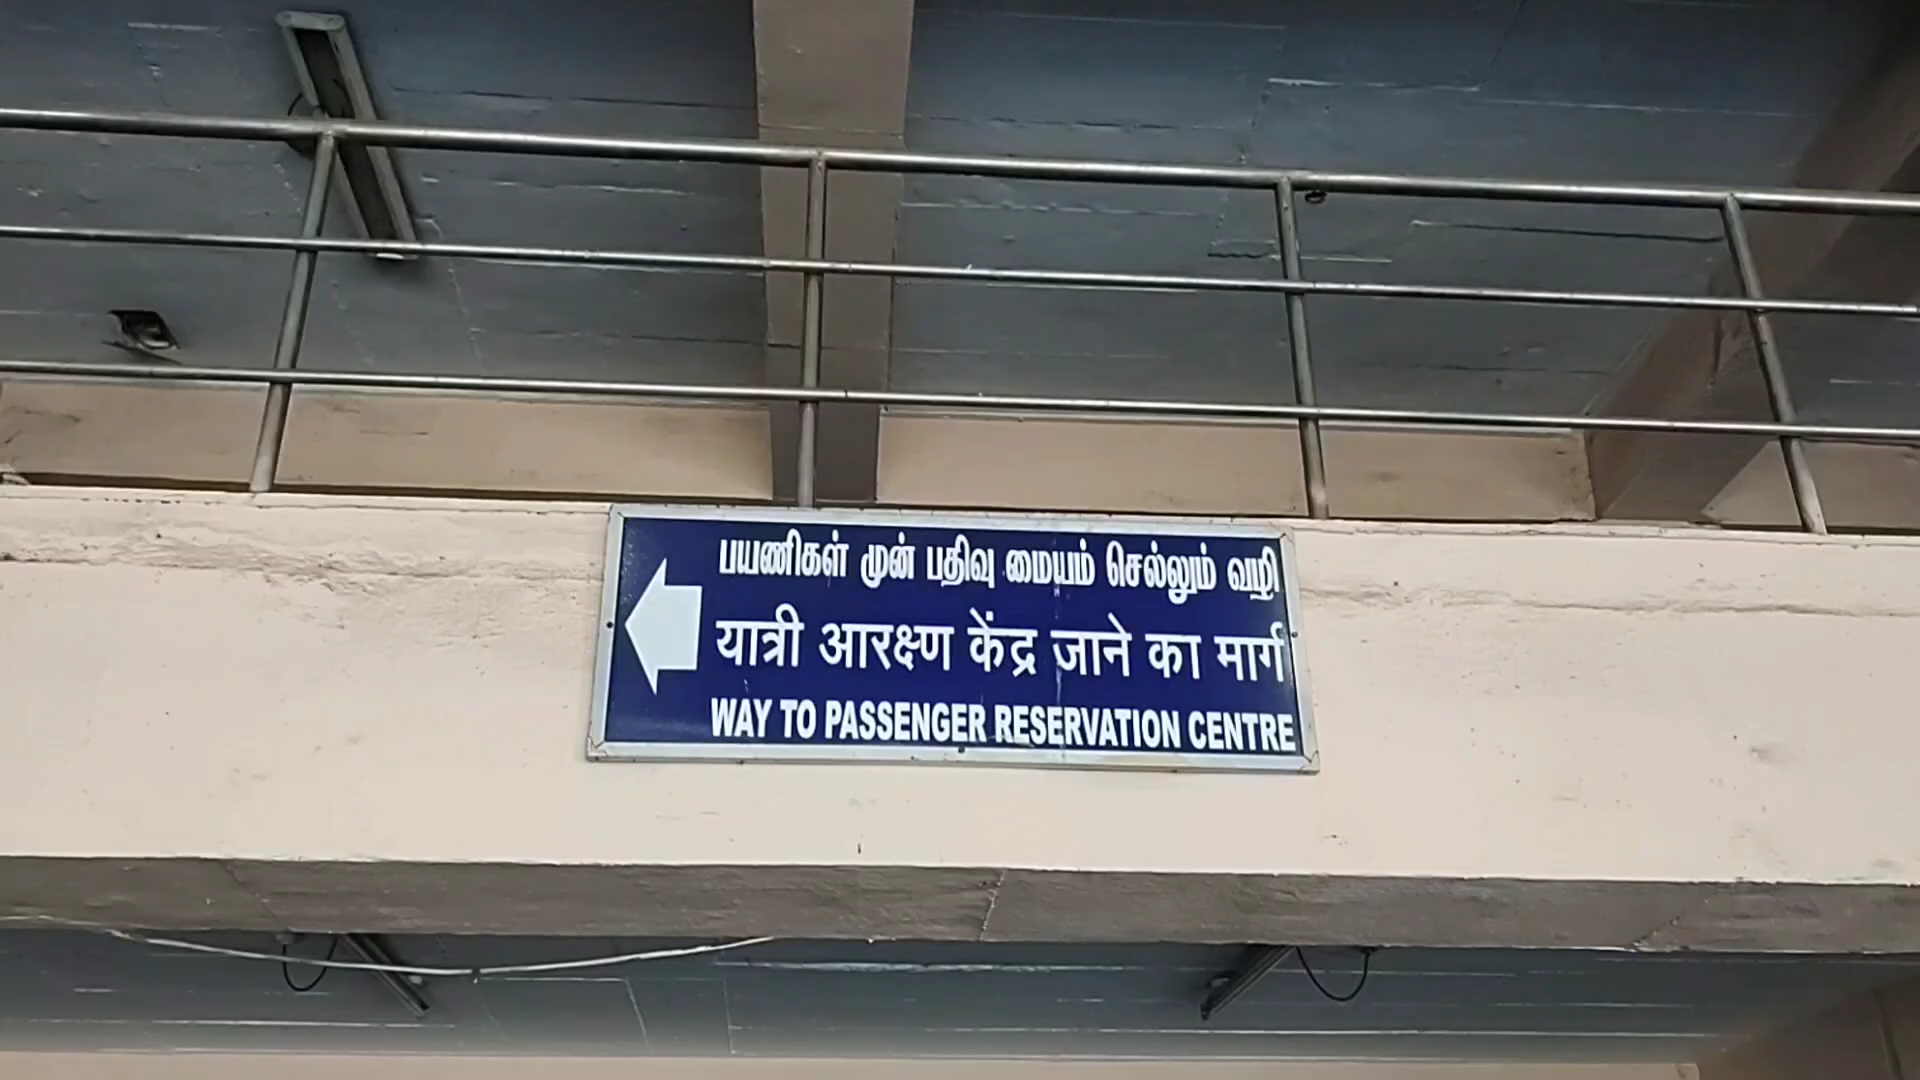 பயணிகள் முன் பதிவு மையம் செல்லும் வழி
यात्री आरक्षण केंद्र जाने का मार्ग
WAY TO PASSENGER RESERVATION CENTRE